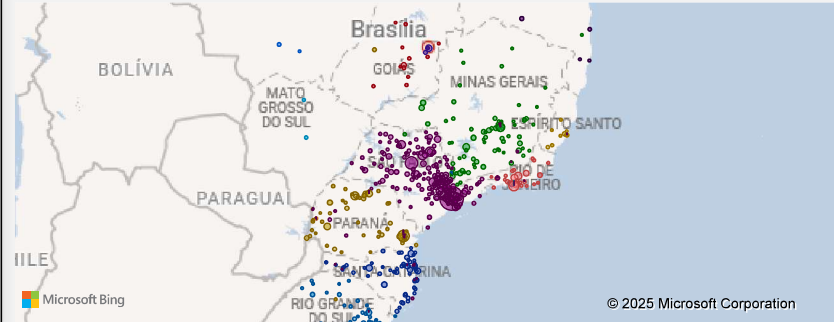 Brasília
BOLÍVIA
GOIÁS
MINAS GERAIS
MATO
GROSSO
DO SUL
ESPÍRITO SANTO
RIO DE
JANEIRO
PARAGUAI
PARANÁ
IILE
SANTA CATARINA
RIO GRANDE
DO SUL
Microsoft Bing
© 2025 Microsoft Corporation